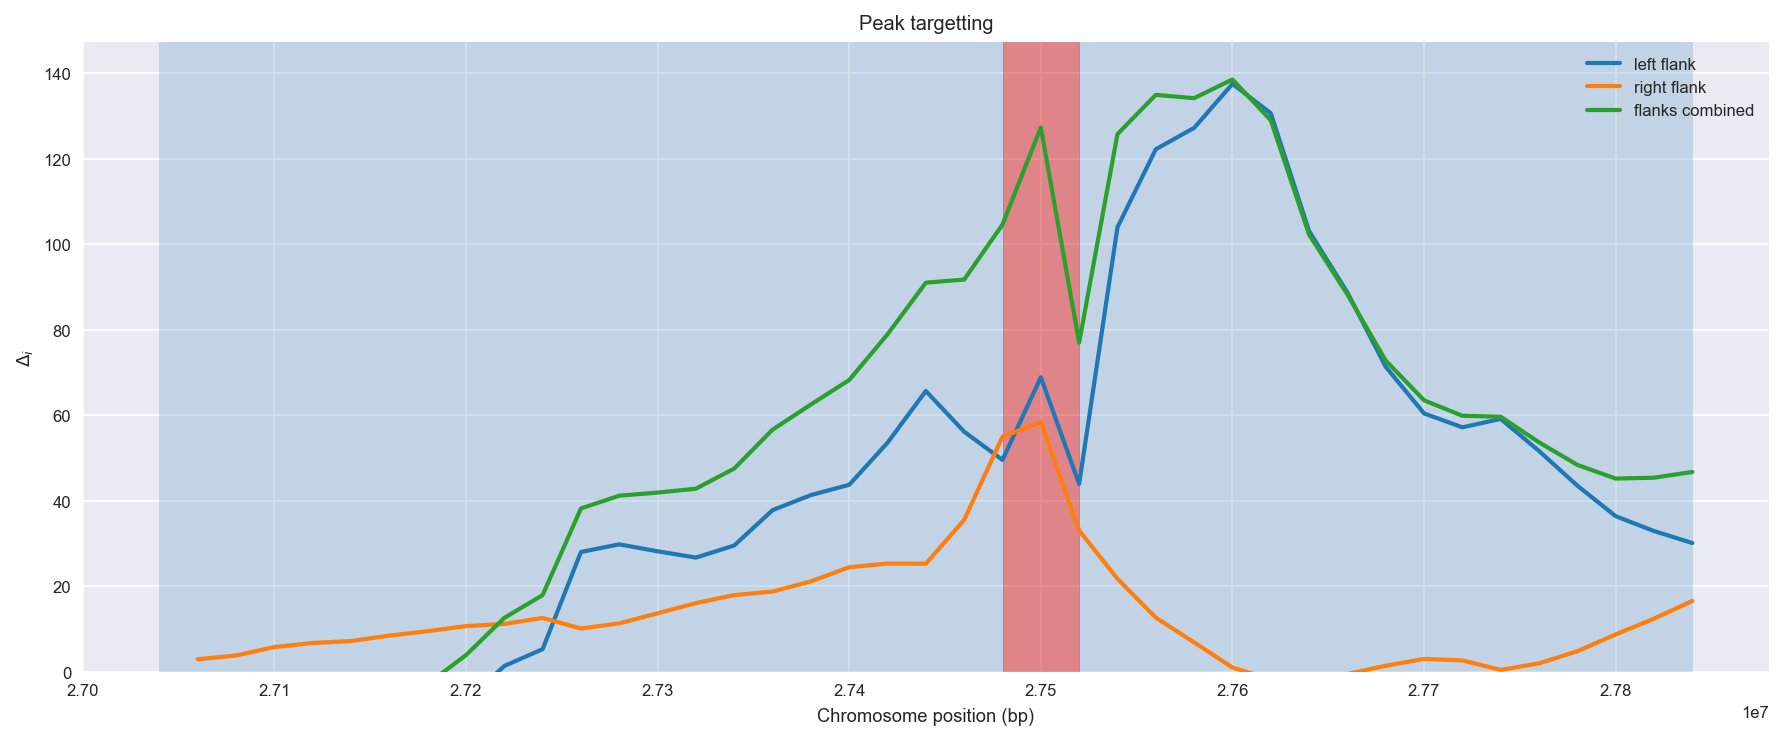 Peak targetting
left flank
right flank
flanks combined
140
120
100
80
60
40
20
0
Δi
2.70 2.71 2.72 2.73 2.74 2.75 2.76 2.77 2.78
1e7
Chromosome position (bp)